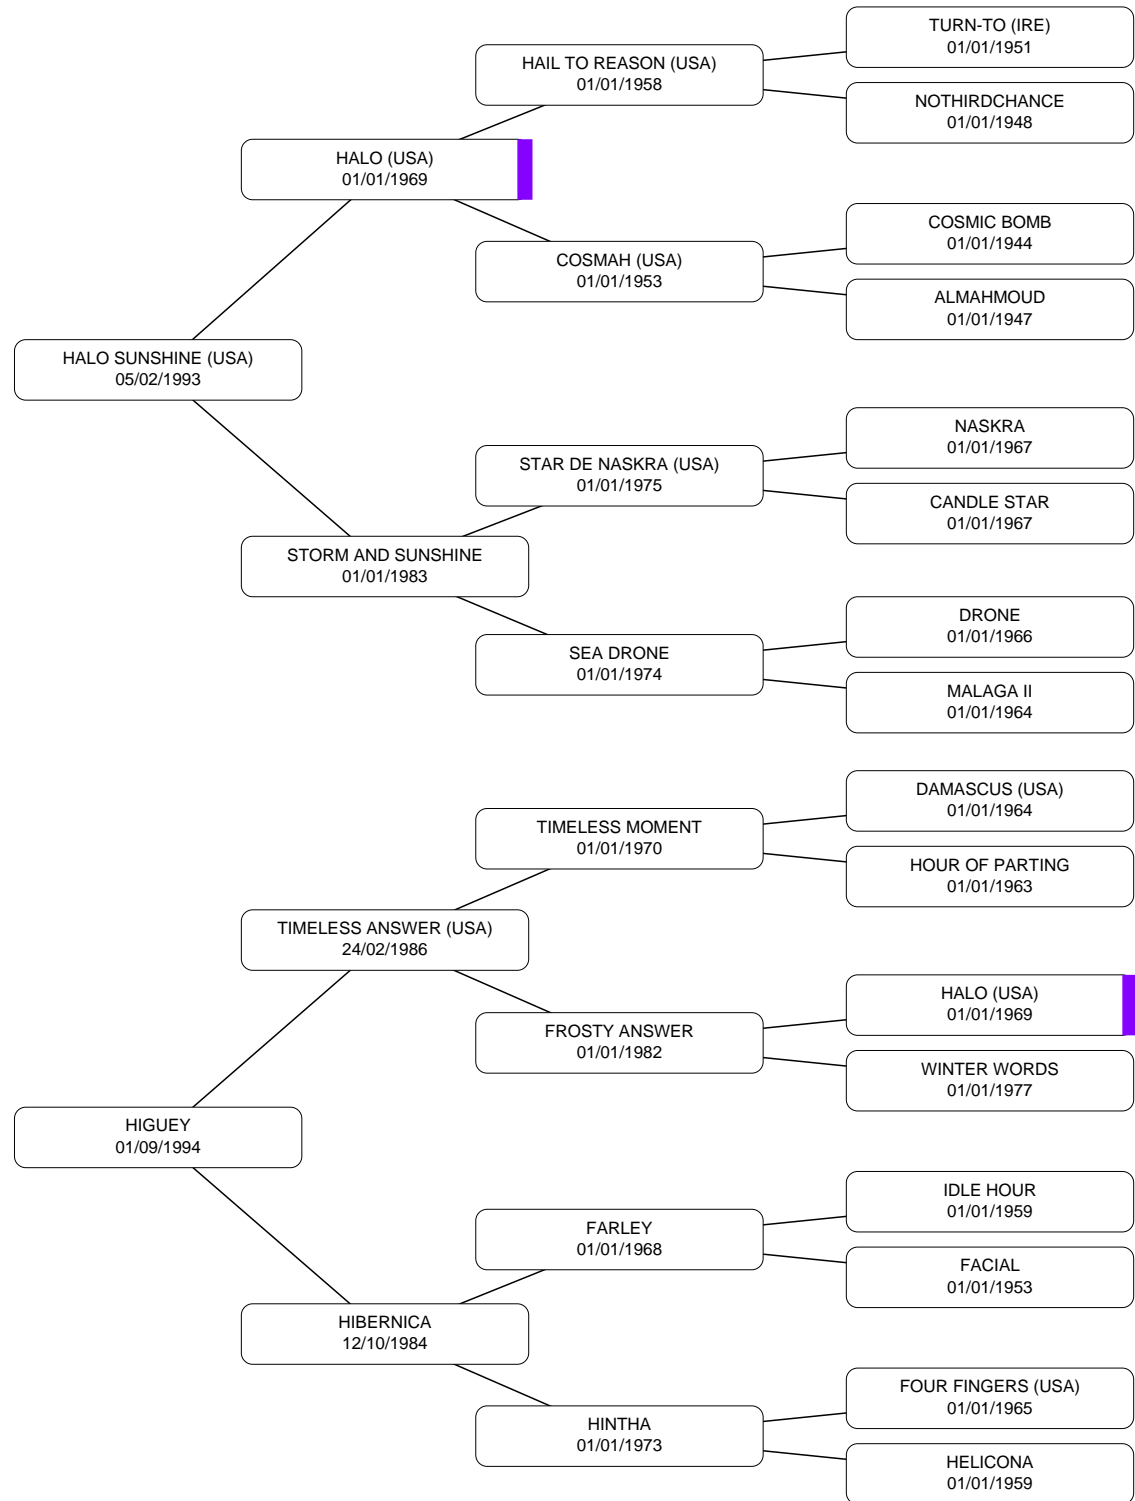 TURN-TO (IRE)
01/01/1951
HAIL TO REASON (USA)
01/01/1958
NOTHIRDCHANCE
01/01/1948
HALO (USA)
01/01/1969
COSMIC BOMB
01/01/1944
COSMAH (USA)
01/01/1953
ALMAHMOUD
01/01/1947
HALO SUNSHINE (USA)
05/02/1993
NASKRA
01/01/1967
STAR DE NASKRA (USA)
01/01/1975
CANDLE STAR
01/01/1967
STORM AND SUNSHINE
01/01/1983
DRONE
01/01/1966
SEA DRONE
01/01/1974
MALAGA II
01/01/1964
DAMASCUS (USA)
01/01/1964
TIMELESS MOMENT
01/01/1970
HOUR OF PARTING
01/01/1963
TIMELESS ANSWER (USA)
24/02/1986
HALO (USA)
01/01/1969
FROSTY ANSWER
01/01/1982
WINTER WORDS
01/01/1977
HIGUEY
01/09/1994
IDLE HOUR
01/01/1959
FARLEY
01/01/1968
FACIAL
01/01/1953
HIBERNICA
12/10/1984
FOUR FINGERS (USA)
01/01/1965
HINTHA
01/01/1973
HELICONA
01/01/1959